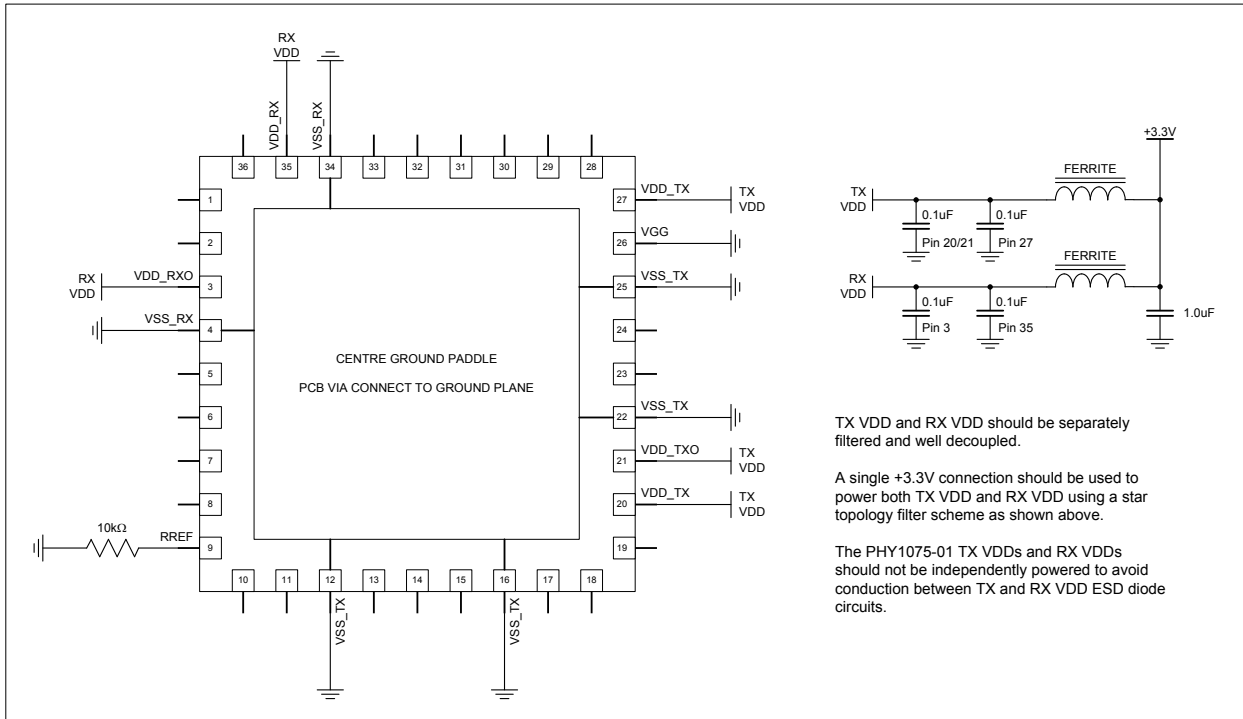 RX
VDD
VDD_RX
VSS_RX
36
35
34
33
32
31
30
29
28
1
2
RX
VDD
VDD_RXO
3
VSS_RX
4
5
6
7
8
10kΩ
RREF
9
10
11
12
13
14
15
16
17
18
VSS_TX
VSS_TX
27
VDD_TX
TX
VDD
26
VGG
25
VSS_TX
24
23
22
VSS_TX
21
VDD_TXO
TX
VDD
20
VDD_TX
TX
VDD
19
CENTRE GROUND PADDLE
PCB VIA CONNECT TO GROUND PLANE
+3.3V
FERRITE
TX
VDD
0.1uF
Pin 20/21
0.1uF
Pin 27
FERRITE
RX
VDD
0.1uF
Pin 3
0.1uF
Pin 35
1.0uF
TX VDD and RX VDD should be separately
filtered and well decoupled.
A single +3.3V connection should be used to
power both TX VDD and RX VDD using a star
topology filter scheme as shown above.
The PHY1075-01 TX VDDs and RX VDDs
should not be independently powered to avoid
conduction between TX and RX VDD ESD diode
circuits.